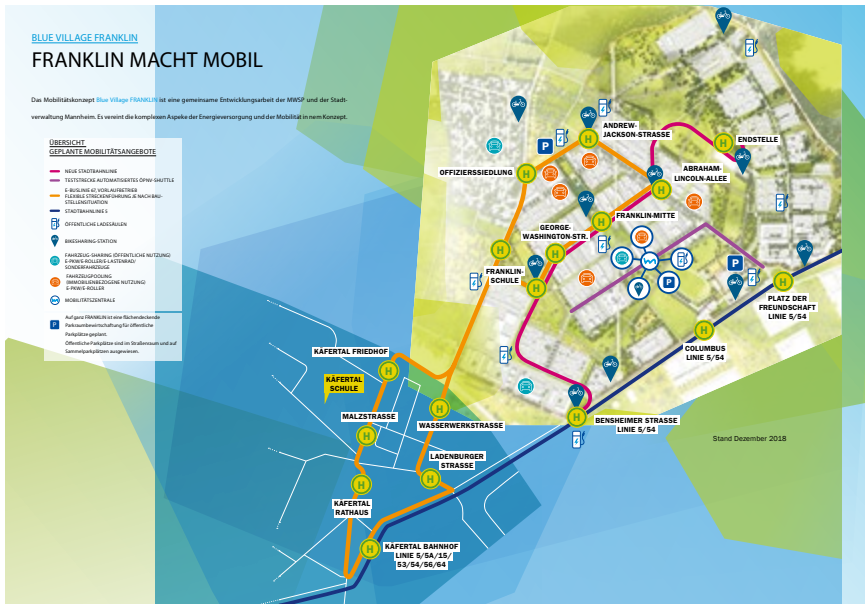 BLUE VILLAGE FRANKLIN
FRANKLIN MACHT MOBIL
Das Mobilitätskonzept Blue Village FRANKLIN ist eine gemeinsame Entwicklungsarbeit der MWSP und der Stadt-
verwaltung Mannheim. Es vereint die komplexen Aspeke der Energieversorgung und der Mobilität in nem Konzept.
ÜBERSICHT
GEPLANTE MOBILITÄTSANGEBOTE
NEUE STADTBAHNLINIE
TESTSTRECKE AUTOMATISIERTES ÖPNV-SHUTTLE
E-BUSLINIE 67, VORLAUFBETRIEB
FLEXIBLE STRECKENFÜHRUNG JE NACH BAU-
STELLENSITUATION
STADTBAHNLINIE 5
ÖFFENTLICHE LADESÄULEN
BIKESHARING-STATION
FAHRZEUG-SHARING (ÖFFENTLICHE NUTZUNG)
E-PKW/E-ROLLER/E-LASTENRAD/
SONDERFAHRZEUGE
FAHRZEUGPOOLING
(IMMOBILIENBEZOGENE NUTZUNG)
E-PKW/E-ROLLER
MOBILITÄTSZENTRALE
P
Auf ganz FRANKLIN ist eine flächendeckende
Parkraumbewirtschaftung für öffentliche
Parkplätze geplant.
Öffentliche Parkplätze sind im Straßenraum und auf
Sammelparkplätzen ausgewiesen.
ANDREW-
JACKSON-STRASSE
H
P
H
ENDSTELLE
OFFIZIERSSIEDLUNG
H
ABRAHAM-
LINCOLN-ALLEE
H
H
FRANKLIN-MITTE
GEORGE-
WASHINGTON-STR.
H
H
FRANKLIN-
SCHULE
H
P
P
H
PLATZ DER
FREUNDSCHAFT
LINIE 5/54
H
COLUMBUS
LINIE 5/54
KÄFERTAL FRIEDHOF
H
KÄFERTAL
SCHULE
MALZSTRASSE
H
H
WASSERWERKSTRASSE
H
BENSHEIMER STRASSE
LINIE 5/54
Stand Dezember 2018
LADENBURGER
STRASSE
H
H
KÄFERTAL
RATHAUS
H
KÄFERTAL BAHNHOF
LINIE 5/5A/15/
53/54/56/64